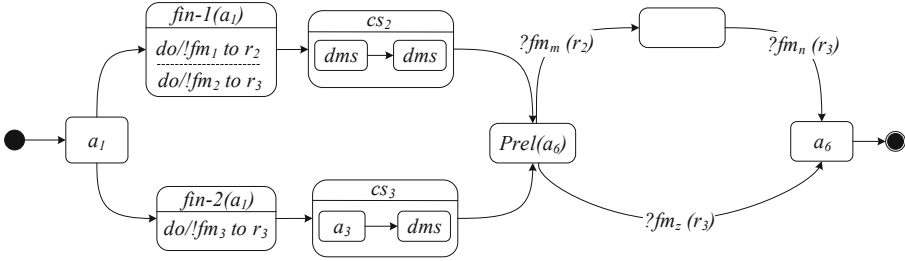 fin-1(a₁)
do/!fm₁ to r₂
do/!fm₂ to r₃
cs₂
dms
dms
?fmₘ (r₂)
?fmₙ (r₃)
a₁
Prel(a₆)
a₆
fin-2(a₁)
do/!fm₃ to r₃
cs₃
a₃
dms
?fm_z (r₃)